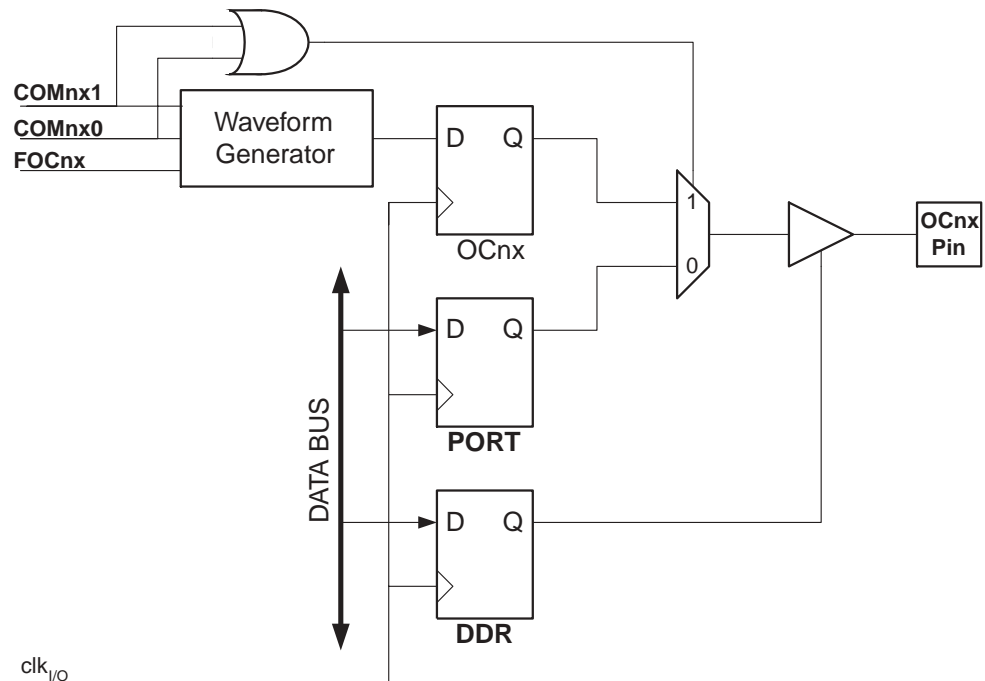 COMnx1
COMnx0
FOCnx
Waveform
Generator
D Q
OCnx
1
0
OCnx
Pin
DATA BUS
D Q
PORT
D Q
DDR
clkI/O